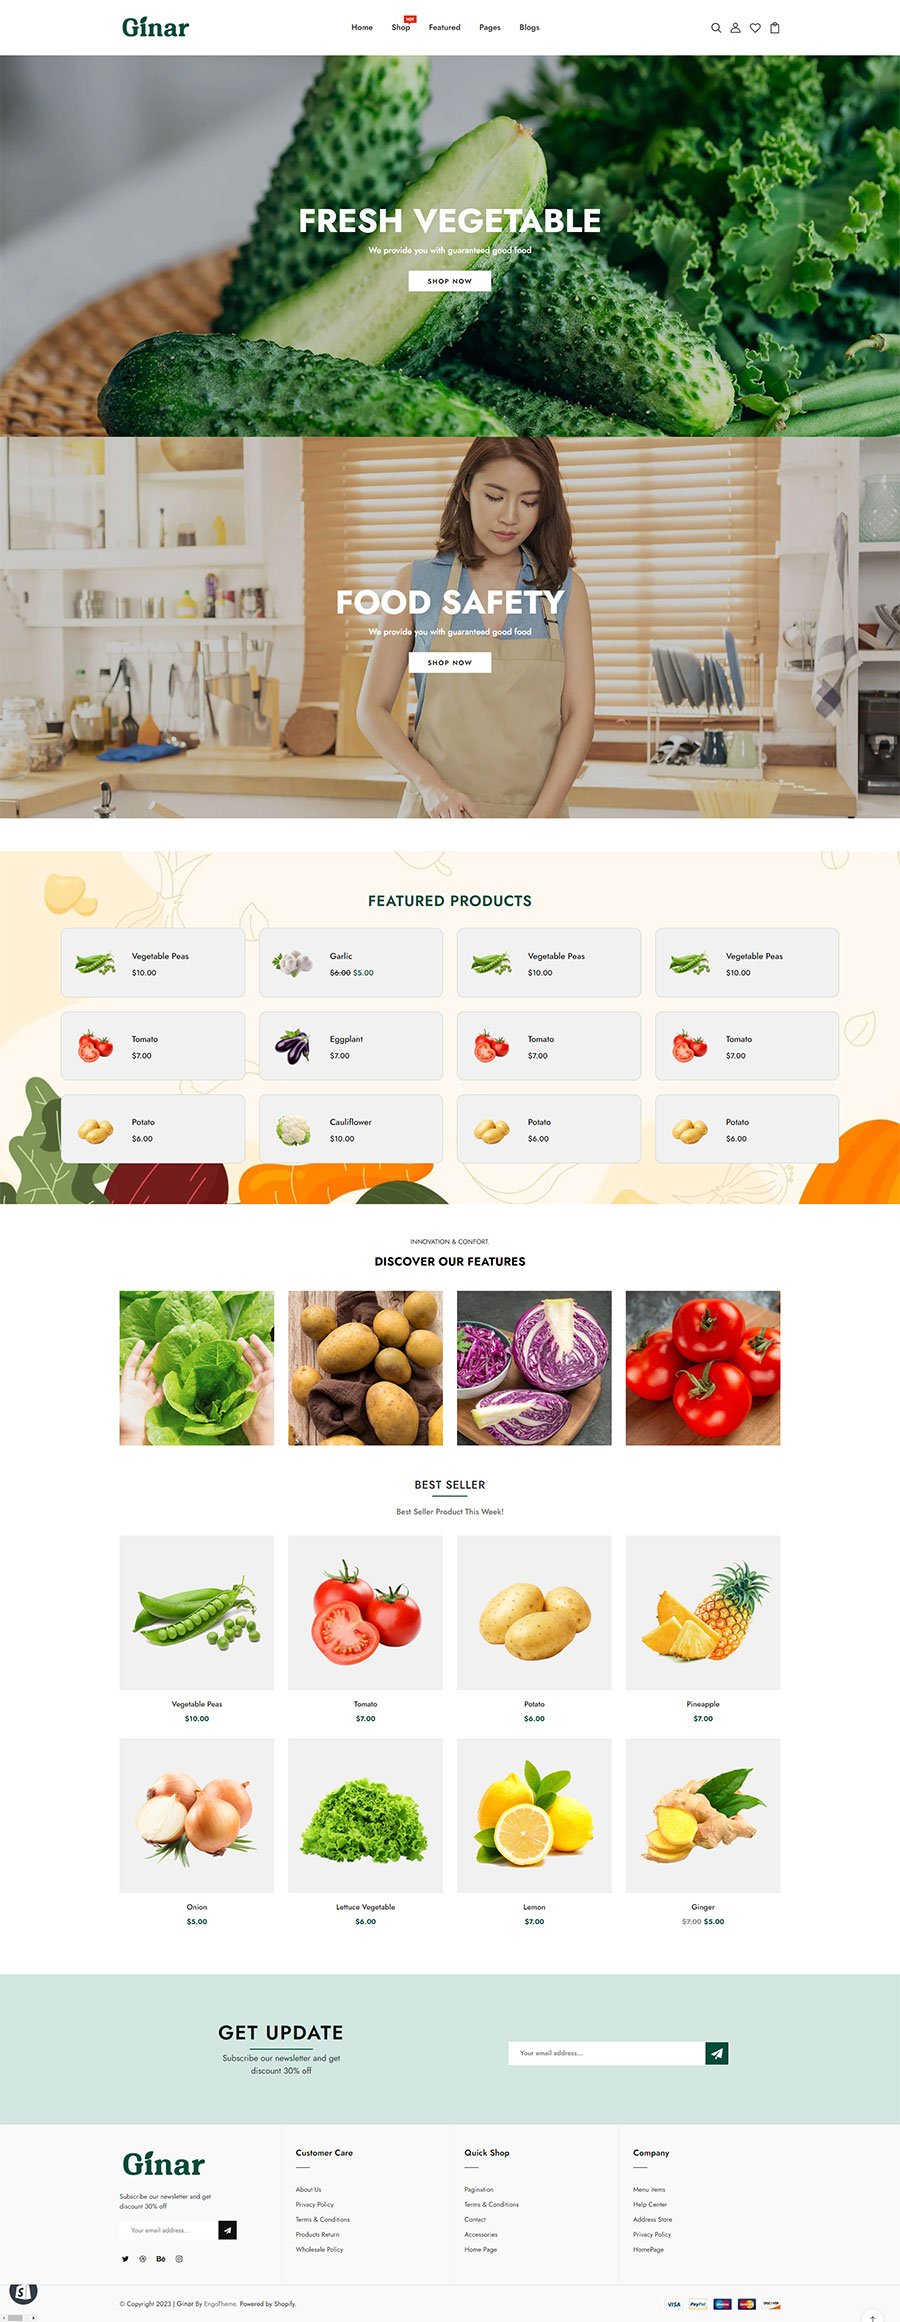 Ginar
Home
Shop
HOT
Featured
Pages
Blogs
FRESH VEGETABLE
We provide you with guaranteed good food
SHOP NOW
FOOD SAFETY
We provide you with guaranteed good food
SHOP NOW
FEATURED PRODUCTS
Vegetable Peas
$10.00
Garlic
$6.00 $5.00
Vegetable Peas
$10.00
Vegetable Peas
$10.00
Tomato
$7.00
Eggplant
$7.00
Tomato
$7.00
Tomato
$7.00
Potato
$6.00
Cauliflower
$10.00
Potato
$6.00
Potato
$6.00
INNOVATION & CONFORT.
DISCOVER OUR FEATURES
BEST SELLER
Best Seller Product This Week!
Vegetable Peas
$10.00
Tomato
$7.00
Potato
$6.00
Pineapple
$7.00
Onion
$5.00
Lettuce Vegetable
$6.00
Lemon
$7.00
Ginger
$7.00 $5.00
GET UPDATE
Subscribe our newsletter and get
discount 30% off
Your email address...
Ginar
Subscribe our newsletter and get
discount 30% off
Your email address...
Customer Care
About Us
Privacy Policy
Terms & Conditions
Products Return
Wholesale Policy
Quick Shop
Pagination
Terms & Conditions
Contact
Accessories
Home Page
Company
Menu items
Help Center
Address Store
Privacy Policy
HomePage
© Copyright 2023 | Ginar By EngoTheme. Powered by Shopify.
VISA
PayPal